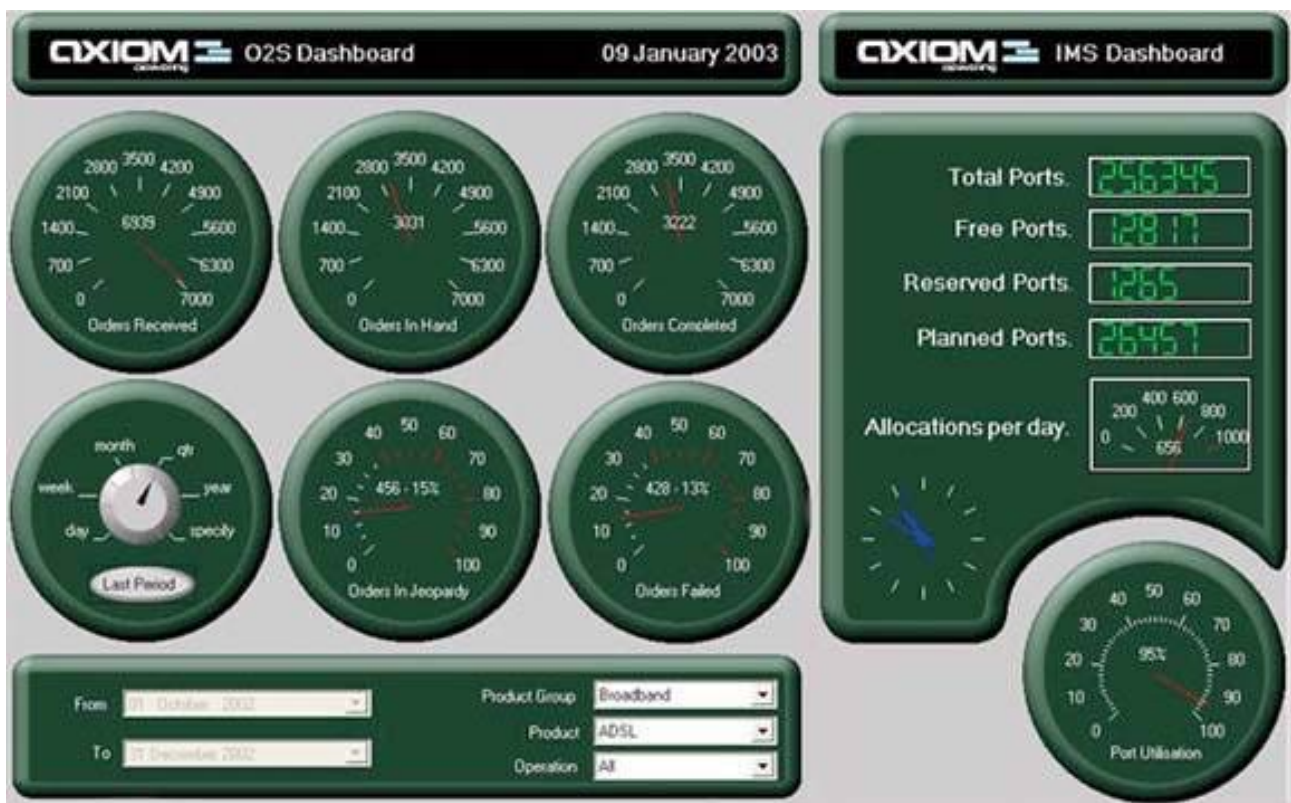 AXIOM O2S Dashboard 09 January 2003
AXIOM IMS Dashboard
0 700 1400 2100 2800 3500 4200 4900 5600 6300 7000
6939
Orders Received
0 700 1400 2100 2800 3500 4200 4900 5600 6300 7000
3031
Orders In Hand
0 700 1400 2100 2800 3500 4200 4900 5600 6300 7000
3222
Orders Completed
day week month qtr year specify
Last Period
0 10 20 30 40 50 60 70 80 90 100
456 - 15%
Orders In Jeopardy
0 10 20 30 40 50 60 70 80 90 100
428 - 13%
Orders Failed
From 01 October 2002
To 31 December 2002
Product Group Broadband
Product ADSL
Operation All
Total Ports. 256345
Free Ports. 12817
Reserved Ports. 1265
Planned Ports. 26457
Allocations per day.
0 200 400 600 800 1000
656
0 10 20 30 40 50 60 70 80 90 100
95%
Port Utilisation